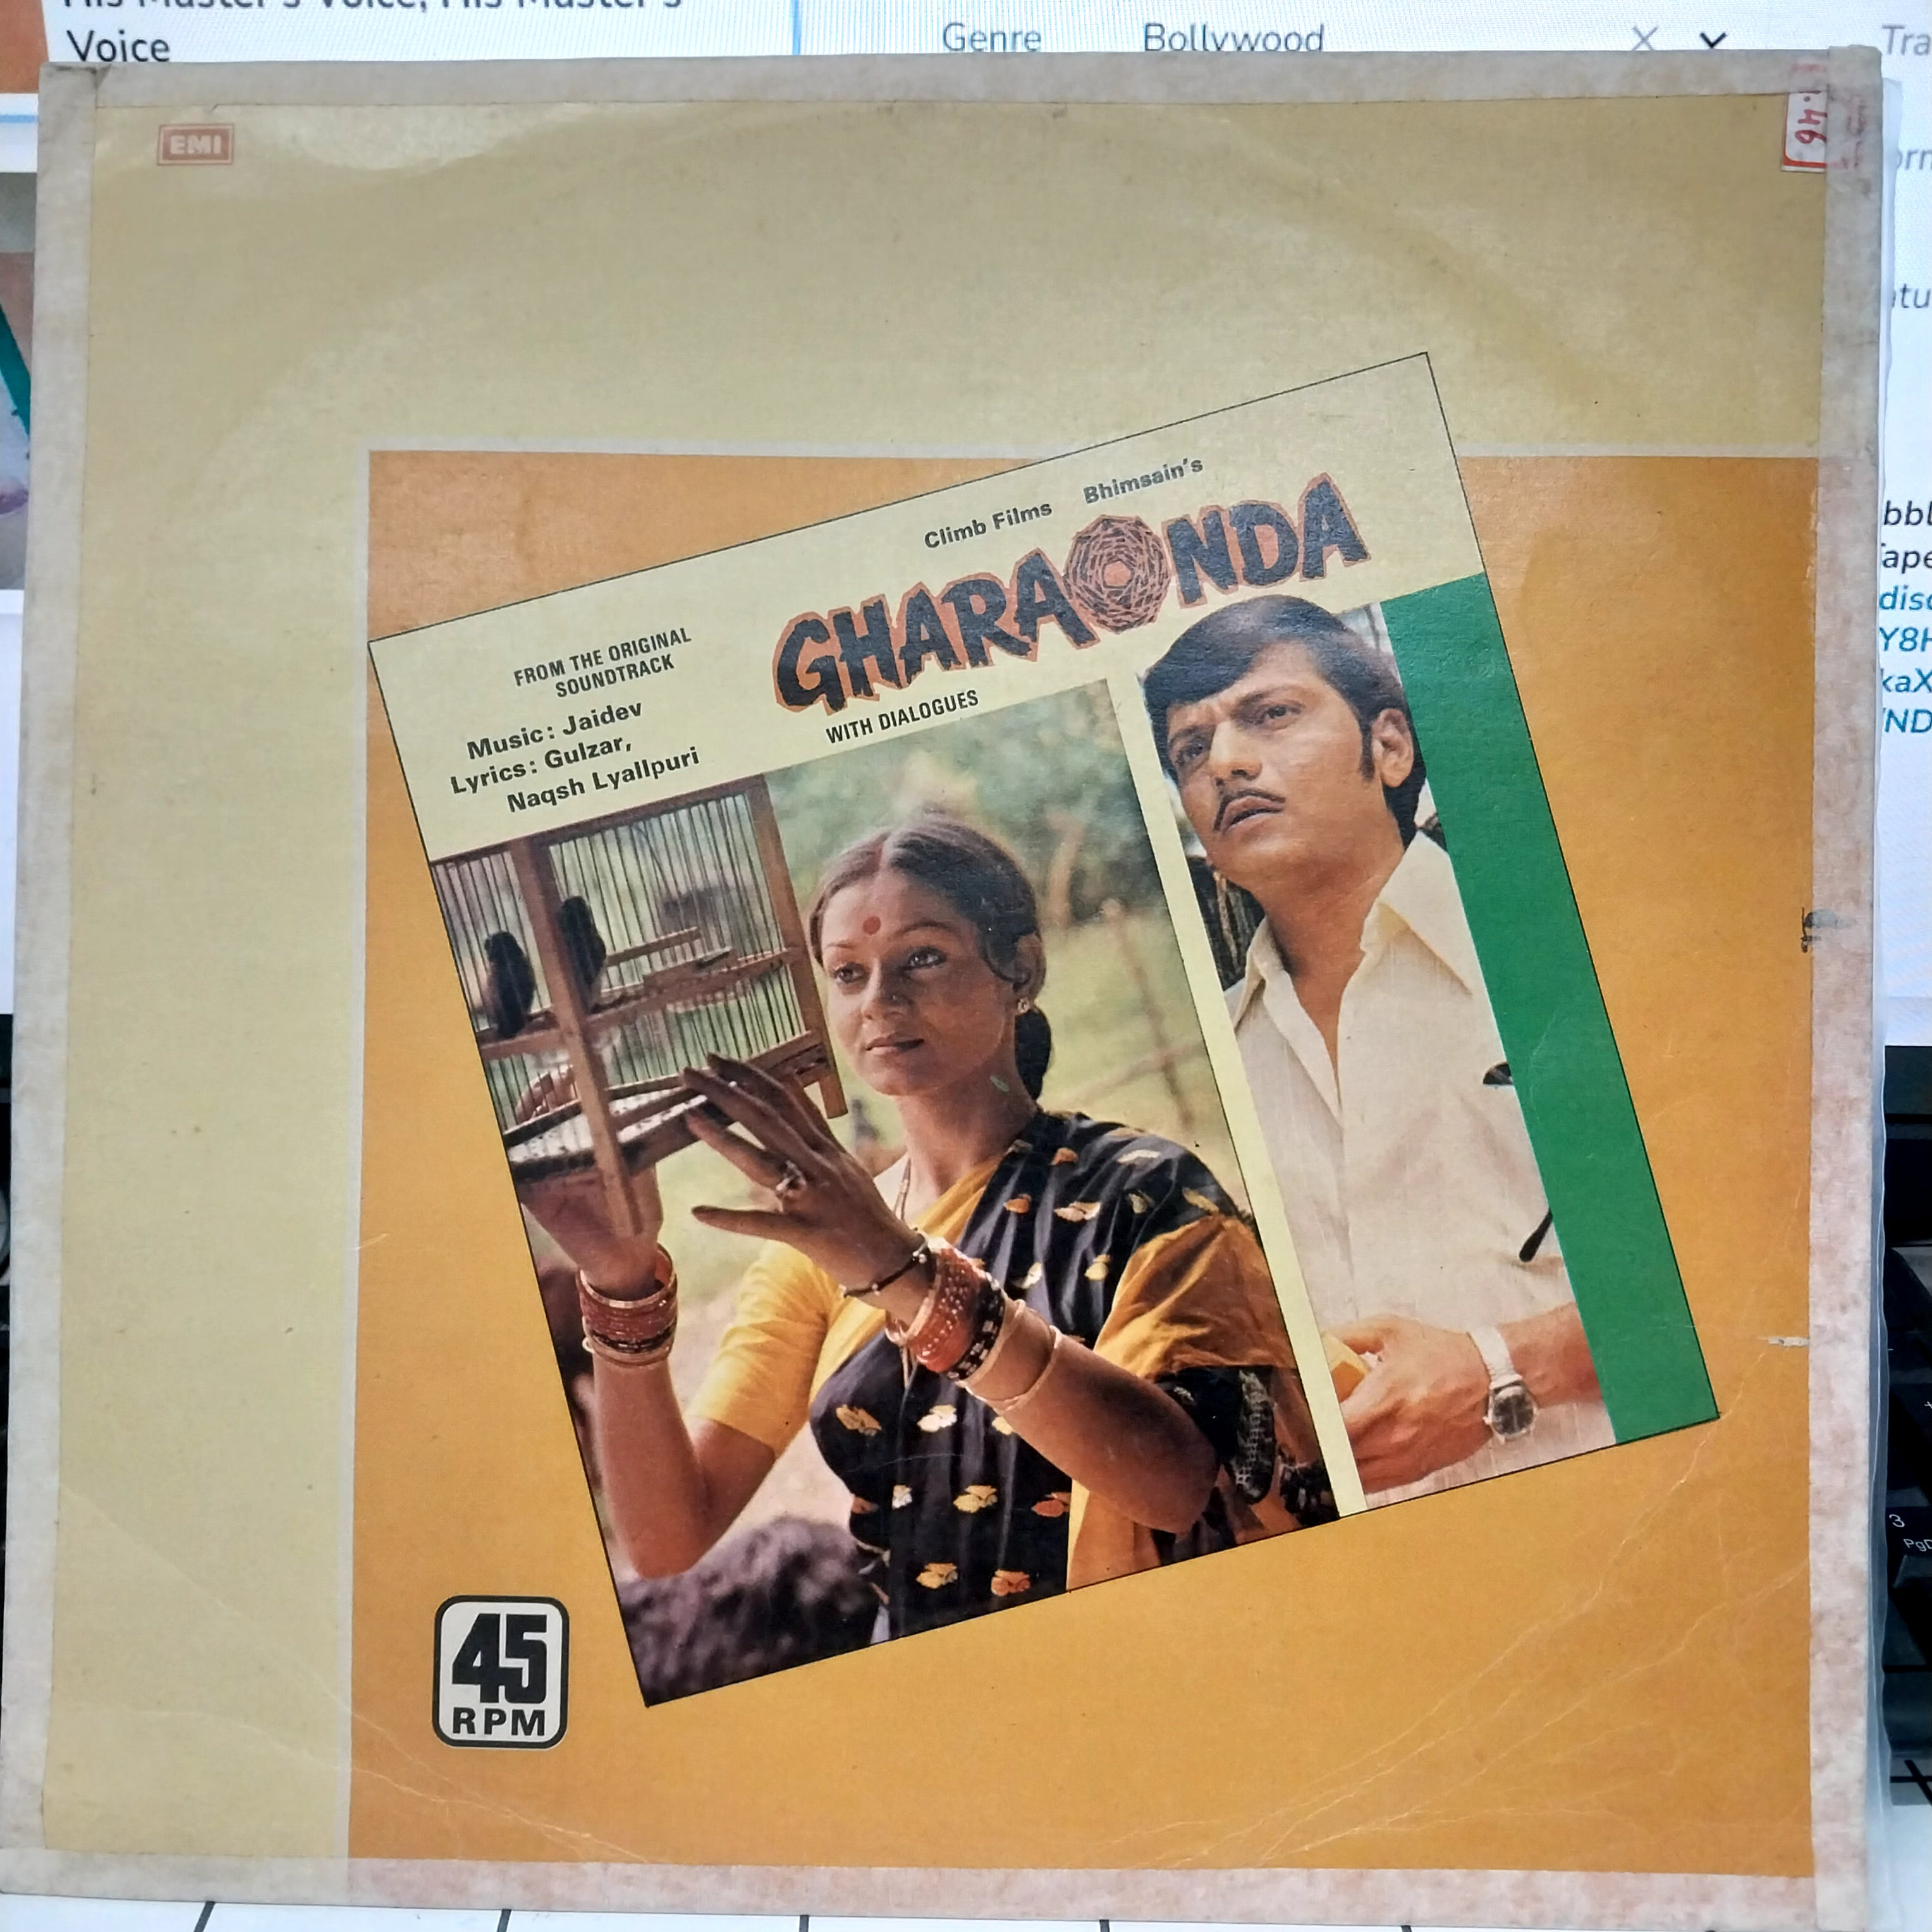 Voice
Genre Bollywood
EMI
Climb Films Bhimsain's
GHARAONDA
WITH DIALOGUES
FROM THE ORIGINAL
SOUNDTRACK
Music: Jaidev
Lyrics: Gulzar,
Naqsh Lyallpuri
45
RPM
3